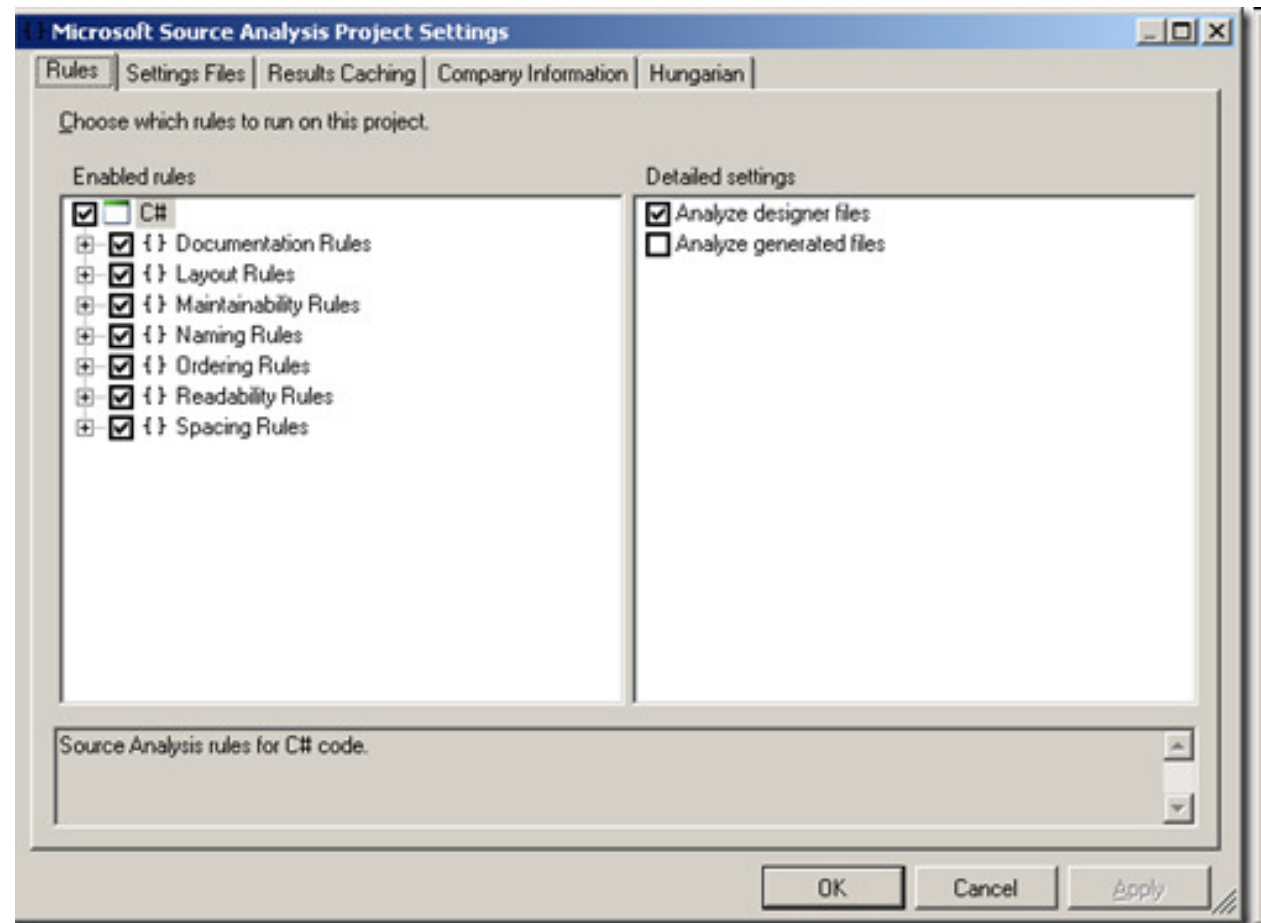 Microsoft Source Analysis Project Settings
Rules Settings Files Results Caching Company Information Hungarian
Choose which rules to run on this project.
Enabled rules Detailed settings
C# Analyze designer files
{ } Documentation Rules Analyze generated files
{ } Layout Rules
{ } Maintainability Rules
{ } Naming Rules
{ } Ordering Rules
{ } Readability Rules
{ } Spacing Rules
Source Analysis rules for C# code.
OK Cancel Apply